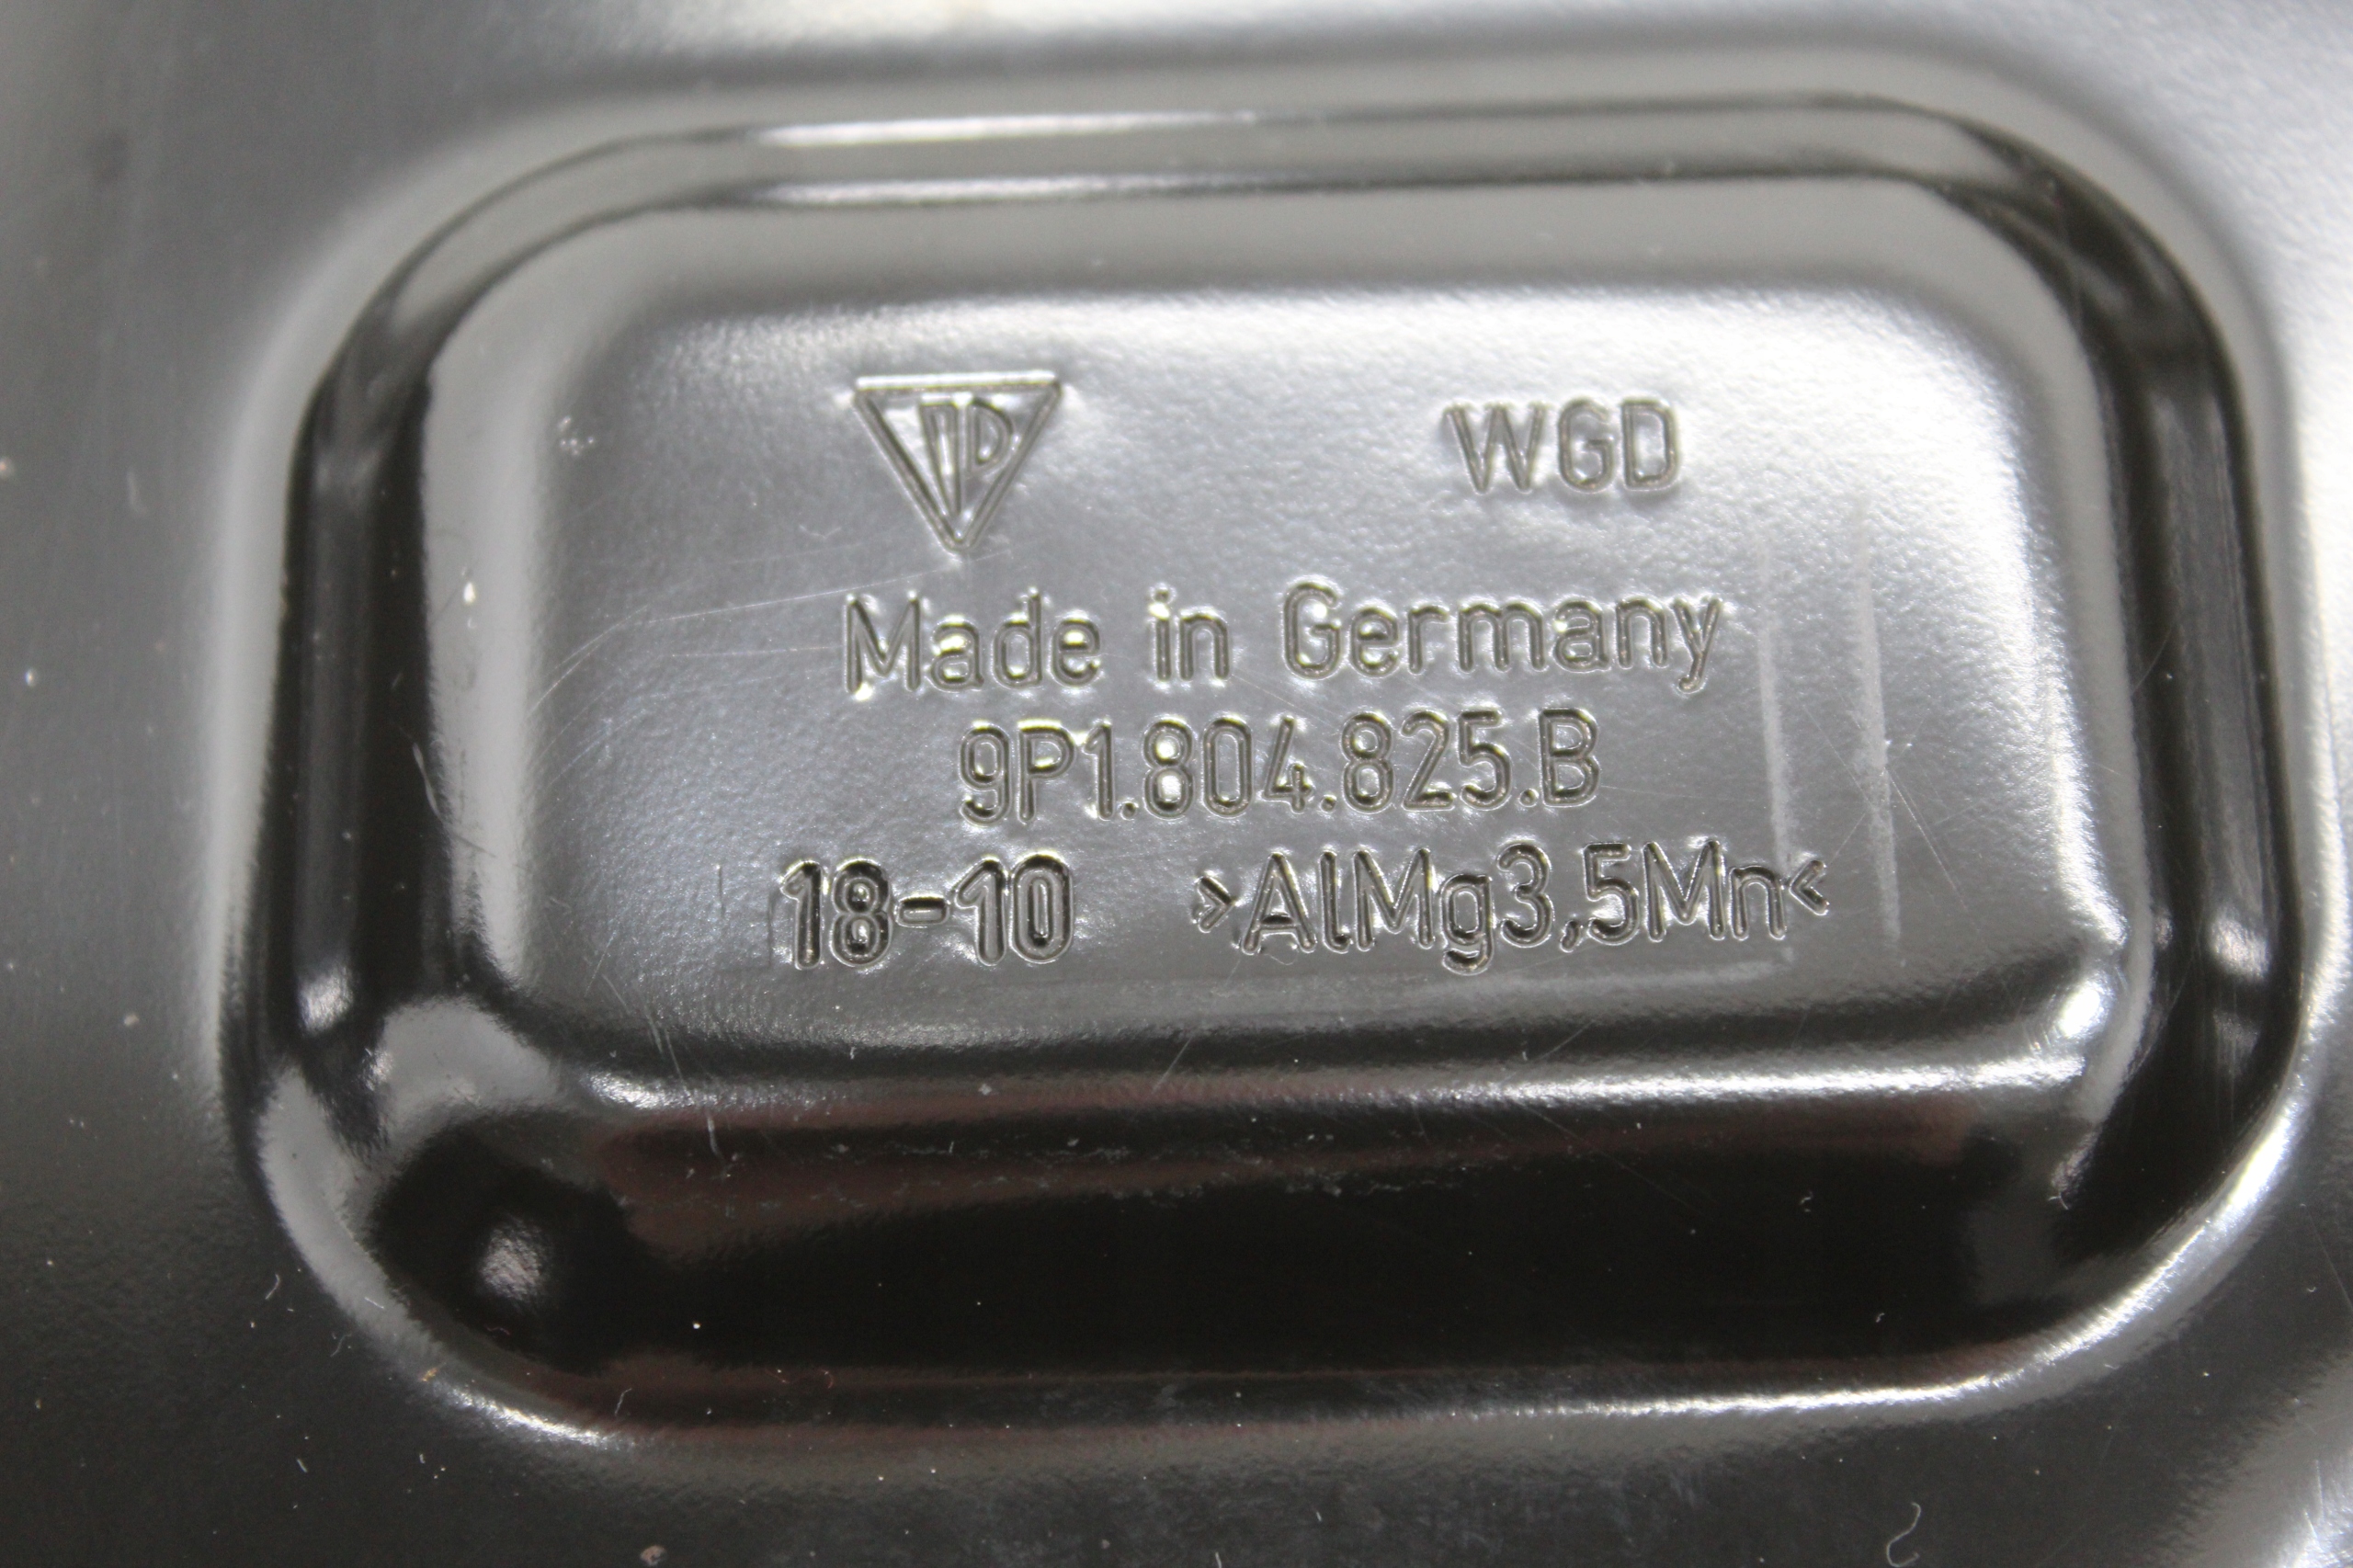 WGD
Made in Germany
9P1.804.825.B
18-10 >AlMg3,5Mn<